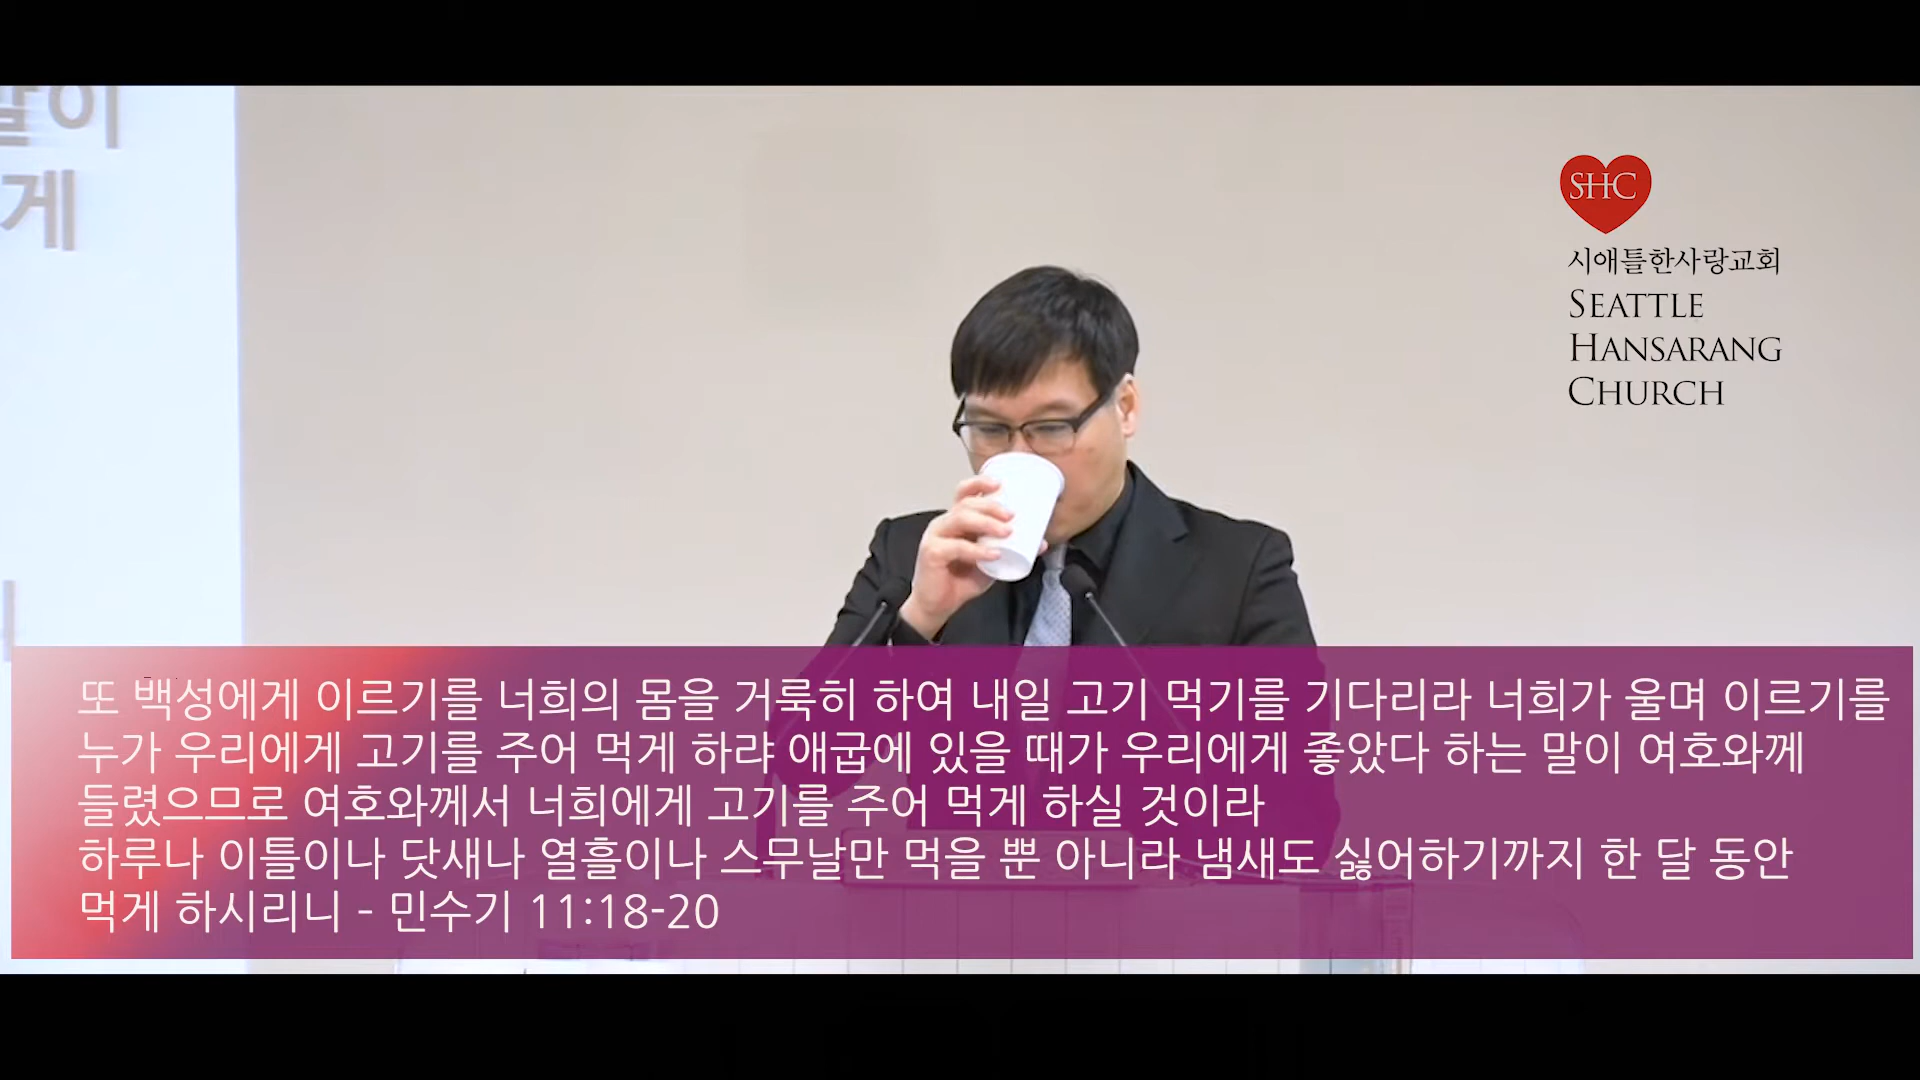 말이
게
SHC
시애틀한사랑교회
SEATTLE
HANSARANG
CHURCH
또 백성에게 이르기를 너희의 몸을 거룩히 하여 내일 고기 먹기를 기다리라 너희가 울며 이르기를
누가 우리에게 고기를 주어 먹게 하랴 애굽에 있을 때가 우리에게 좋았다 하는 말이 여호와께
들렸으므로 여호와께서 너희에게 고기를 주어 먹게 하실 것이라
하루나 이틀이나 닷새나 열흘이나 스무날만 먹을 뿐 아니라 냄새도 싫어하기까지 한 달 동안
먹게 하시리니 - 민수기 11:18-20